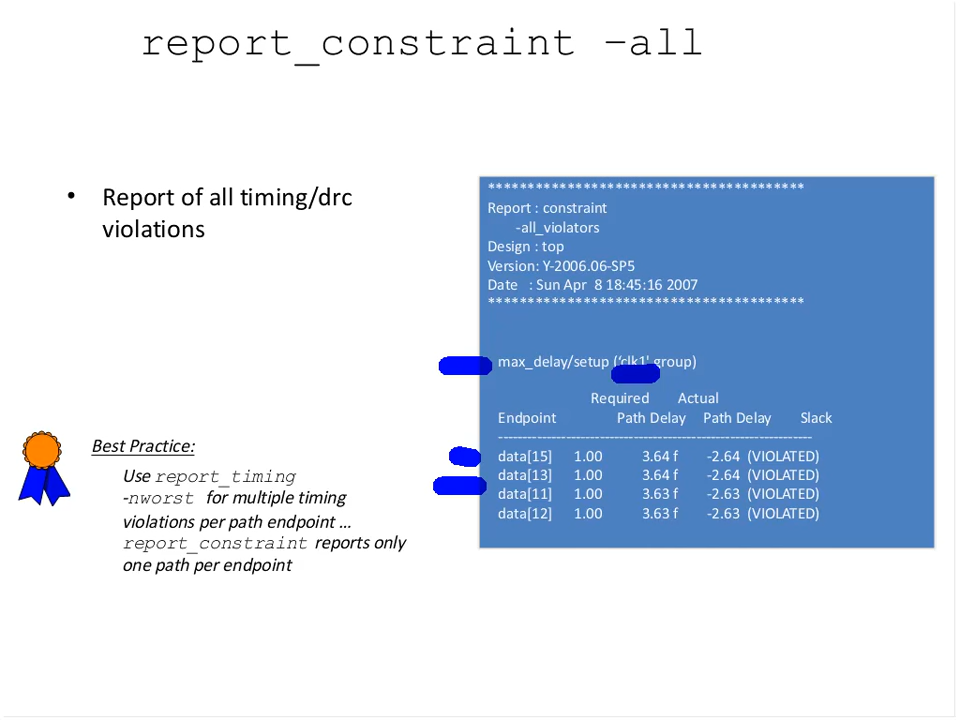 report_constraint –all
• Report of all timing/drc
violations
****************************************
Report : constraint
-all_violators
Design : top
Version: Y-2006.06-SP5
Date : Sun Apr 8 18:45:16 2007
****************************************
max_delay/setup (‘clk1' group)
Required Actual
Endpoint Path Delay Path Delay Slack
-----------------------------------------------------------------
data[15] 1.00 3.64 f -2.64 (VIOLATED)
data[13] 1.00 3.64 f -2.64 (VIOLATED)
data[11] 1.00 3.63 f -2.63 (VIOLATED)
data[12] 1.00 3.63 f -2.63 (VIOLATED)
Best Practice:
Use report_timing
-nworst for multiple timing
violations per path endpoint …
report_constraint reports only
one path per endpoint